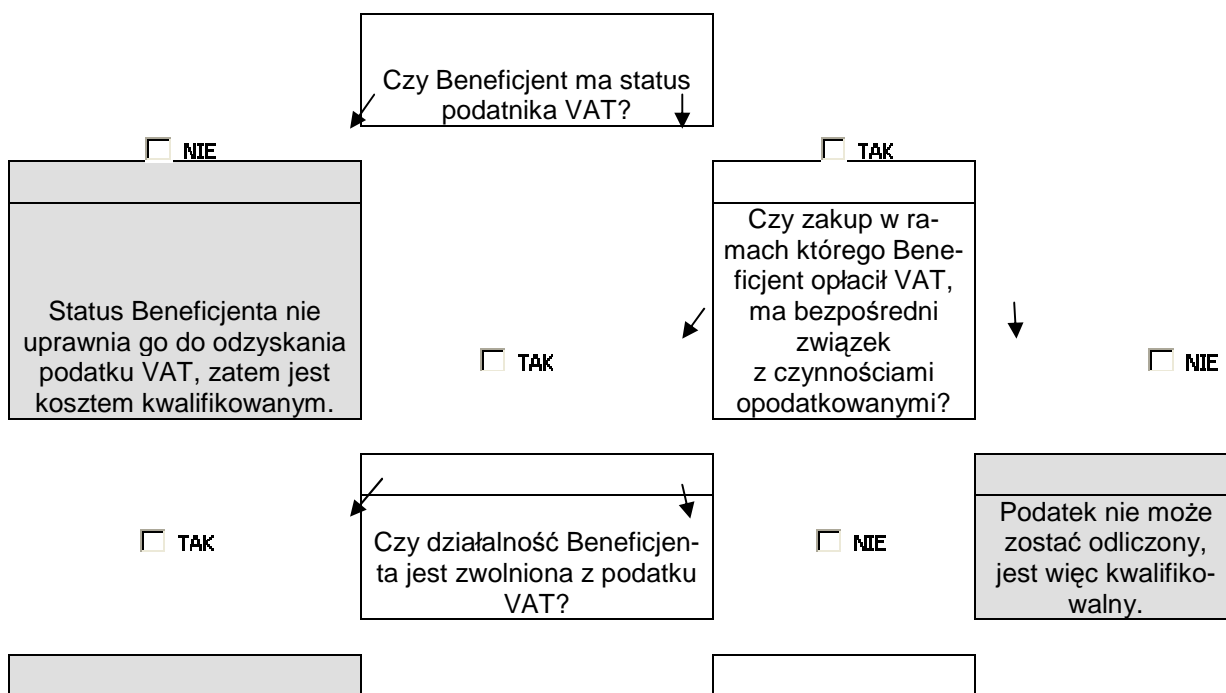 Czy Beneficjent ma status
podatnika VAT?
NIE
TAK
Status Beneficjenta nie
uprawnia go do odzyskania
podatku VAT, zatem jest
kosztem kwalifikowanym.
Czy zakup w ra-
mach którego Bene-
ficjent opłacił VAT,
ma bezpośredni
związek
z czynnościami
opodatkowanymi?
TAK
NIE
TAK
Czy działalność Beneficjen-
ta jest zwolniona z podatku
VAT?
NIE
Podatek nie może
zostać odliczony,
jest więc kwalifiko-
walny.